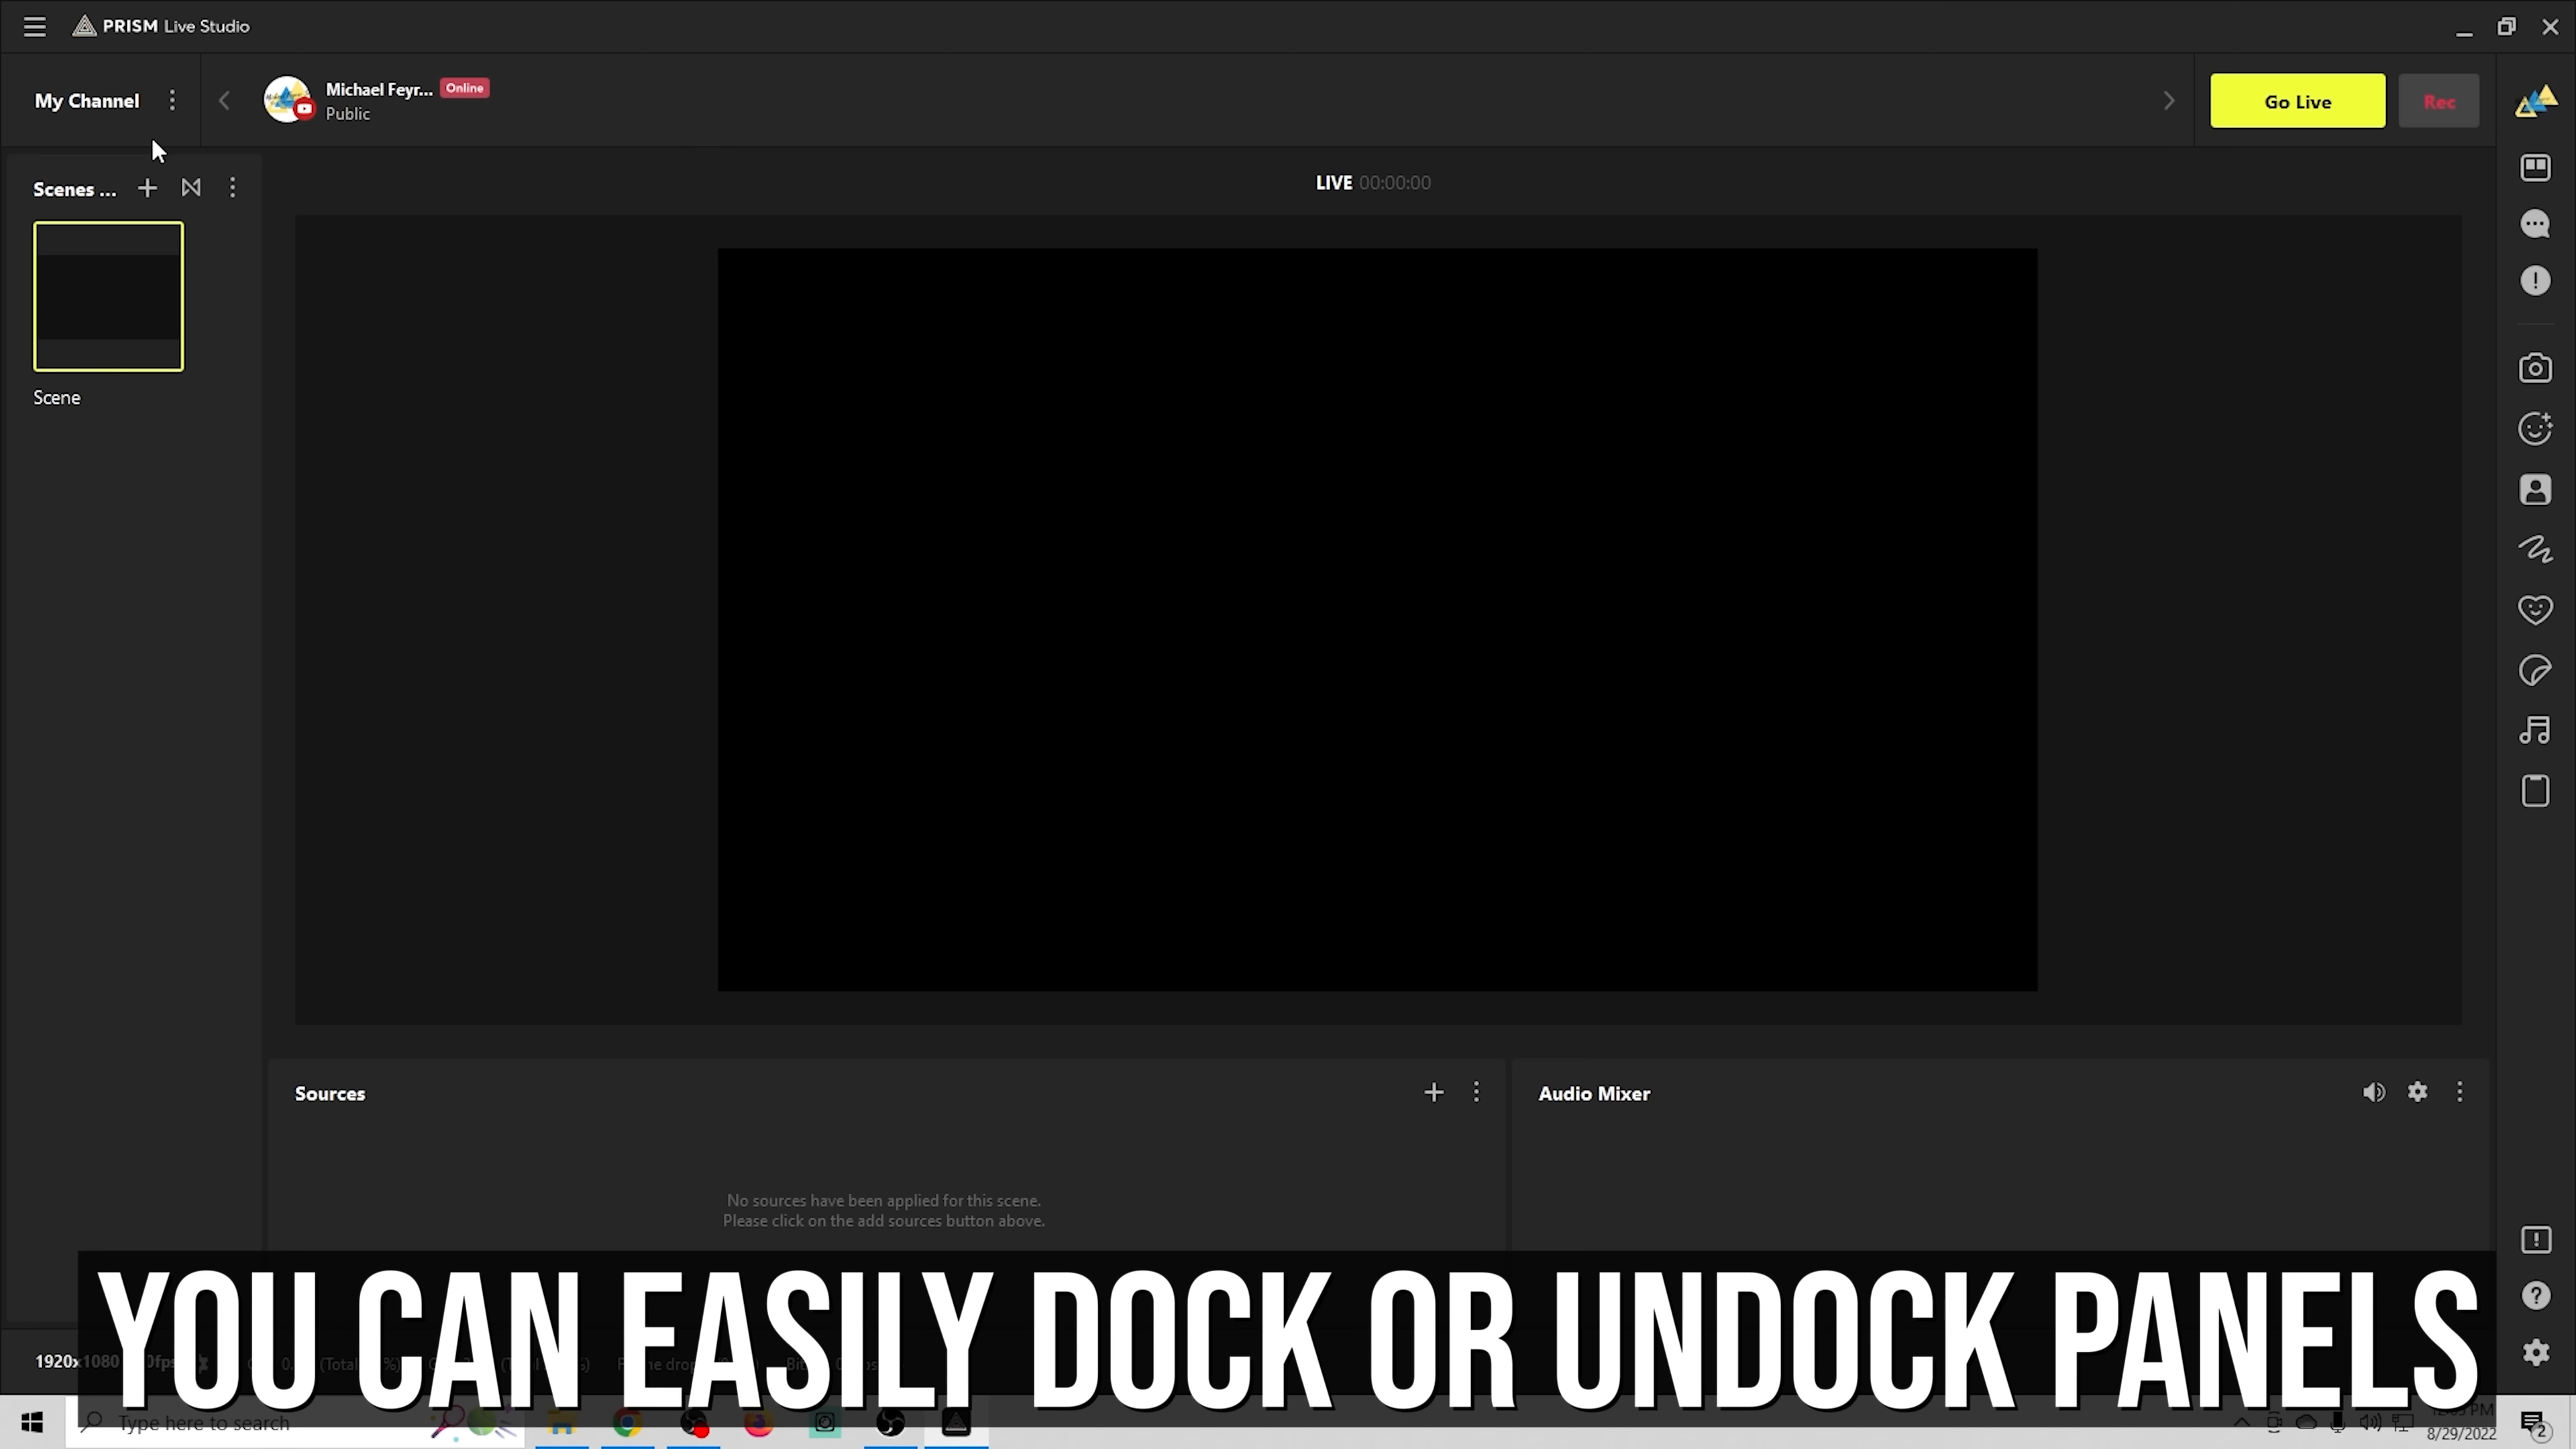 PRISM Live Studio
My Channel
Michael Feyr... Online
Public
Go Live
Rec
Scenes ...
LIVE 00:00:00
Scene
Sources
Audio Mixer
No sources have been applied for this scene.
Please click on the add sources button above.
YOU CAN EASILY DOCK OR UNDOCK PANELS
1920x1080
Type here to search
8/29/2022
2